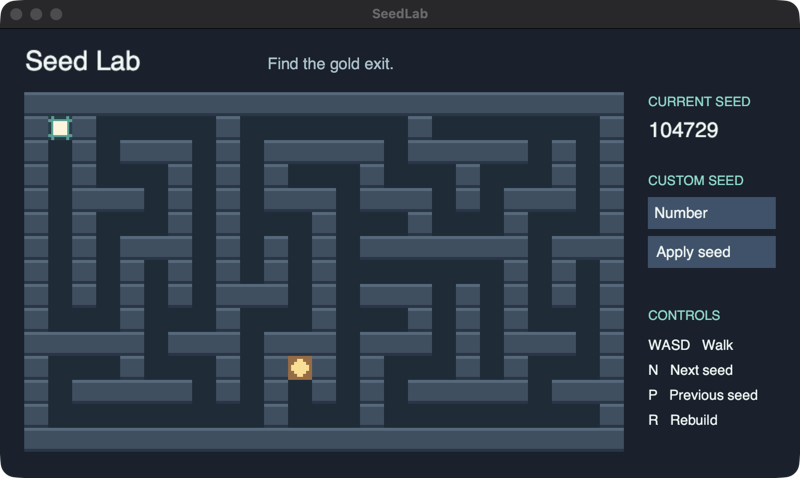 SeedLab
Seed Lab
Find the gold exit.
CURRENT SEED
104729
CUSTOM SEED
Number
Apply seed
CONTROLS
WASD Walk
N Next seed
P Previous seed
R Rebuild